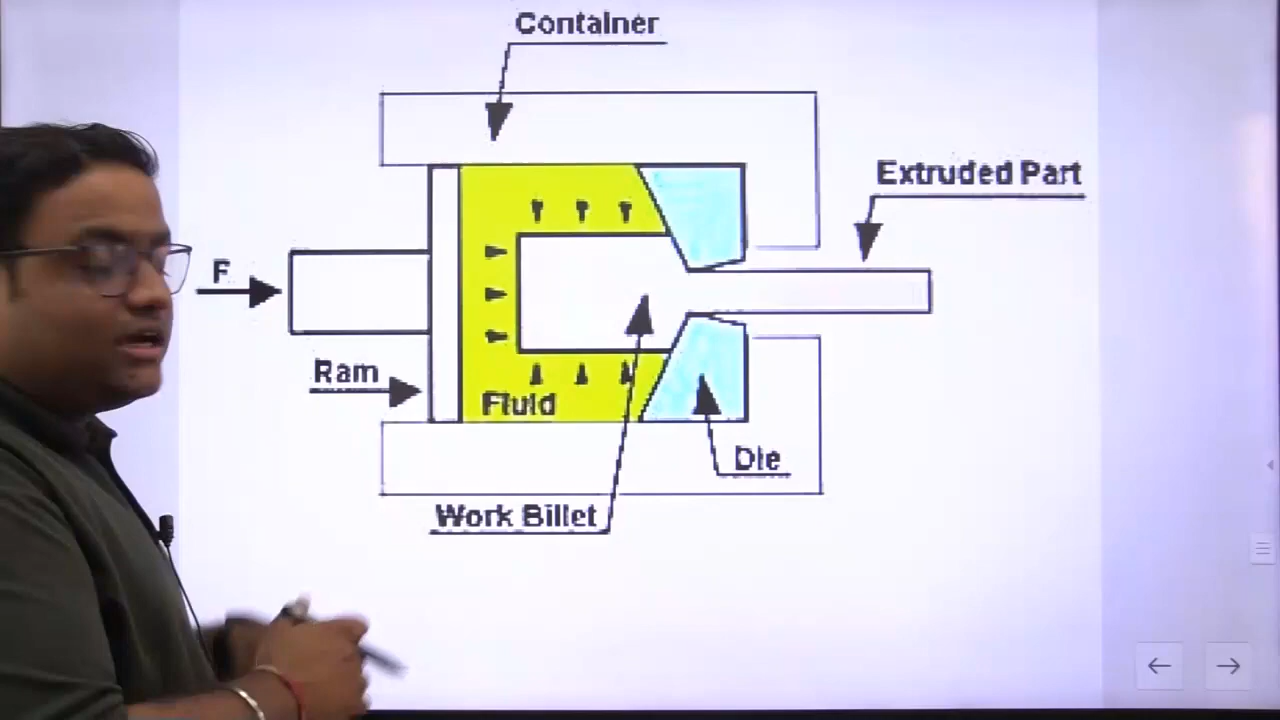 Container
Extruded Part
F
Ram
Fluid
Die
Work Billet